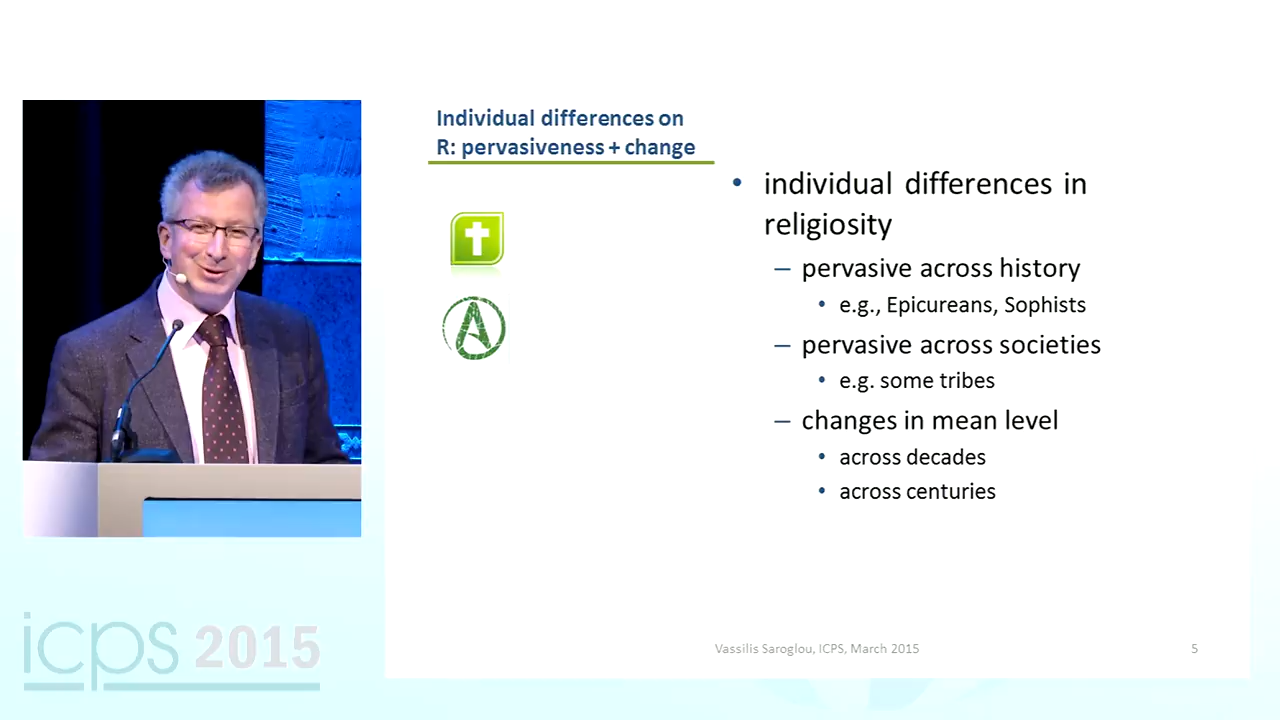 Individual differences on
R: pervasiveness + change
• individual differences in
religiosity
– pervasive across history
• e.g., Epicureans, Sophists
– pervasive across societies
• e.g. some tribes
– changes in mean level
• across decades
• across centuries
icps 2015
Vassilis Saroglou, ICPS, March 2015
5